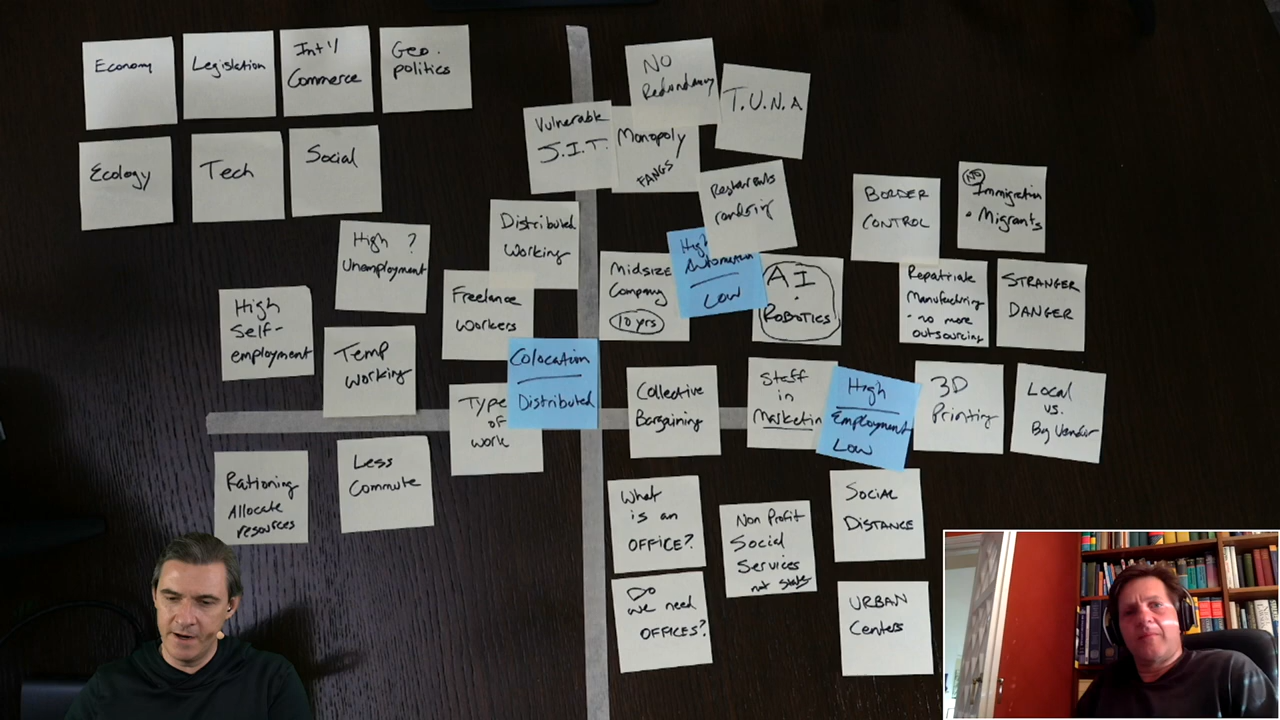 Economy
Legislation
Int'l
Commerce
Geo.
politics
Ecology
Tech
Social
NO
Redundancy
T.U.N.A
Vulnerable
J.I.T.
Monopoly
FANGS
Restaurants
BORDER
CONTROL
NO
Immigration
• Migrants
High ?
Unemployment
Distributed
Working
High
Automation
LOW
Midsize
Company
10 yrs
AI
•
ROBOTICS
Repatriate
Manufacturing
• no more
outsourcing
STRANGER
DANGER
High
Self-
employment
Freelance
Workers
Temp
Working
Colocation
Distributed
Type
of
work
Collective
Bargaining
Staff
in
Marketing
High
Employment
Low
3D
Printing
Local
vs.
Rationing
Allocate
resources
Less
Commute
What
is an
OFFICE?
Non Profit
Social
Services
not state
SOCIAL
DISTANCE
Do
we need
OFFICES?
URBAN
Centers